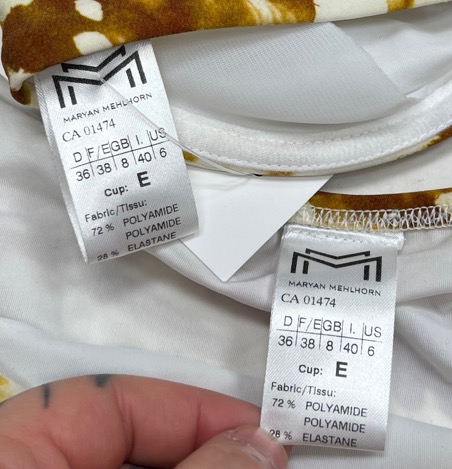 MARYAN MEHLHORN
CA 01474
D F/E GB I. US
36 38 8 40 6
Cup: E
Fabric/Tissu:
72 % POLYAMIDE
POLYAMIDE
28 % ELASTANE
MARYAN MEHLHORN
CA 01474
D F/E GB I. US
36 38 8 40 6
Cup: E
Fabric/Tissu:
72 % POLYAMIDE
POLYAMIDE
28 % ELASTANE